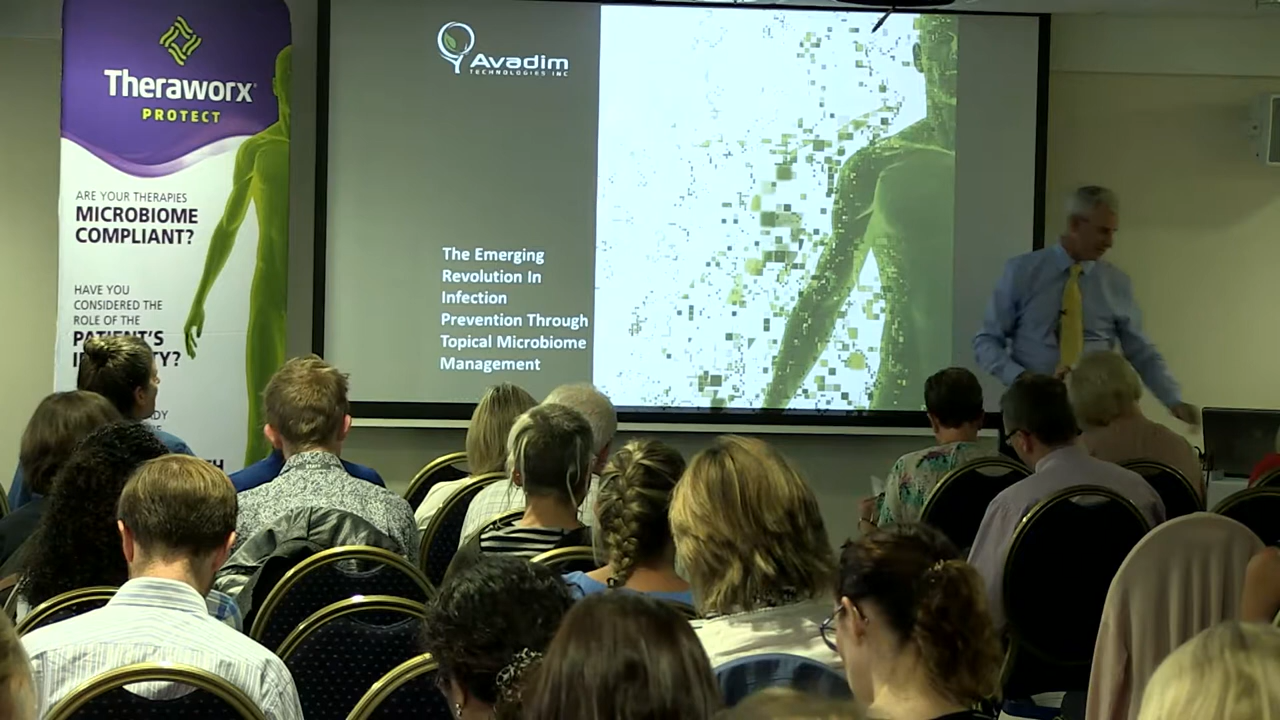 Theraworx
PROTECT
ARE YOUR THERAPIES
MICROBIOME
COMPLIANT?
HAVE YOU
CONSIDERED THE
ROLE OF THE
Avadim
TECHNOLOGIES INC
The Emerging
Revolution In
Infection
Prevention Through
Topical Microbiome
Management